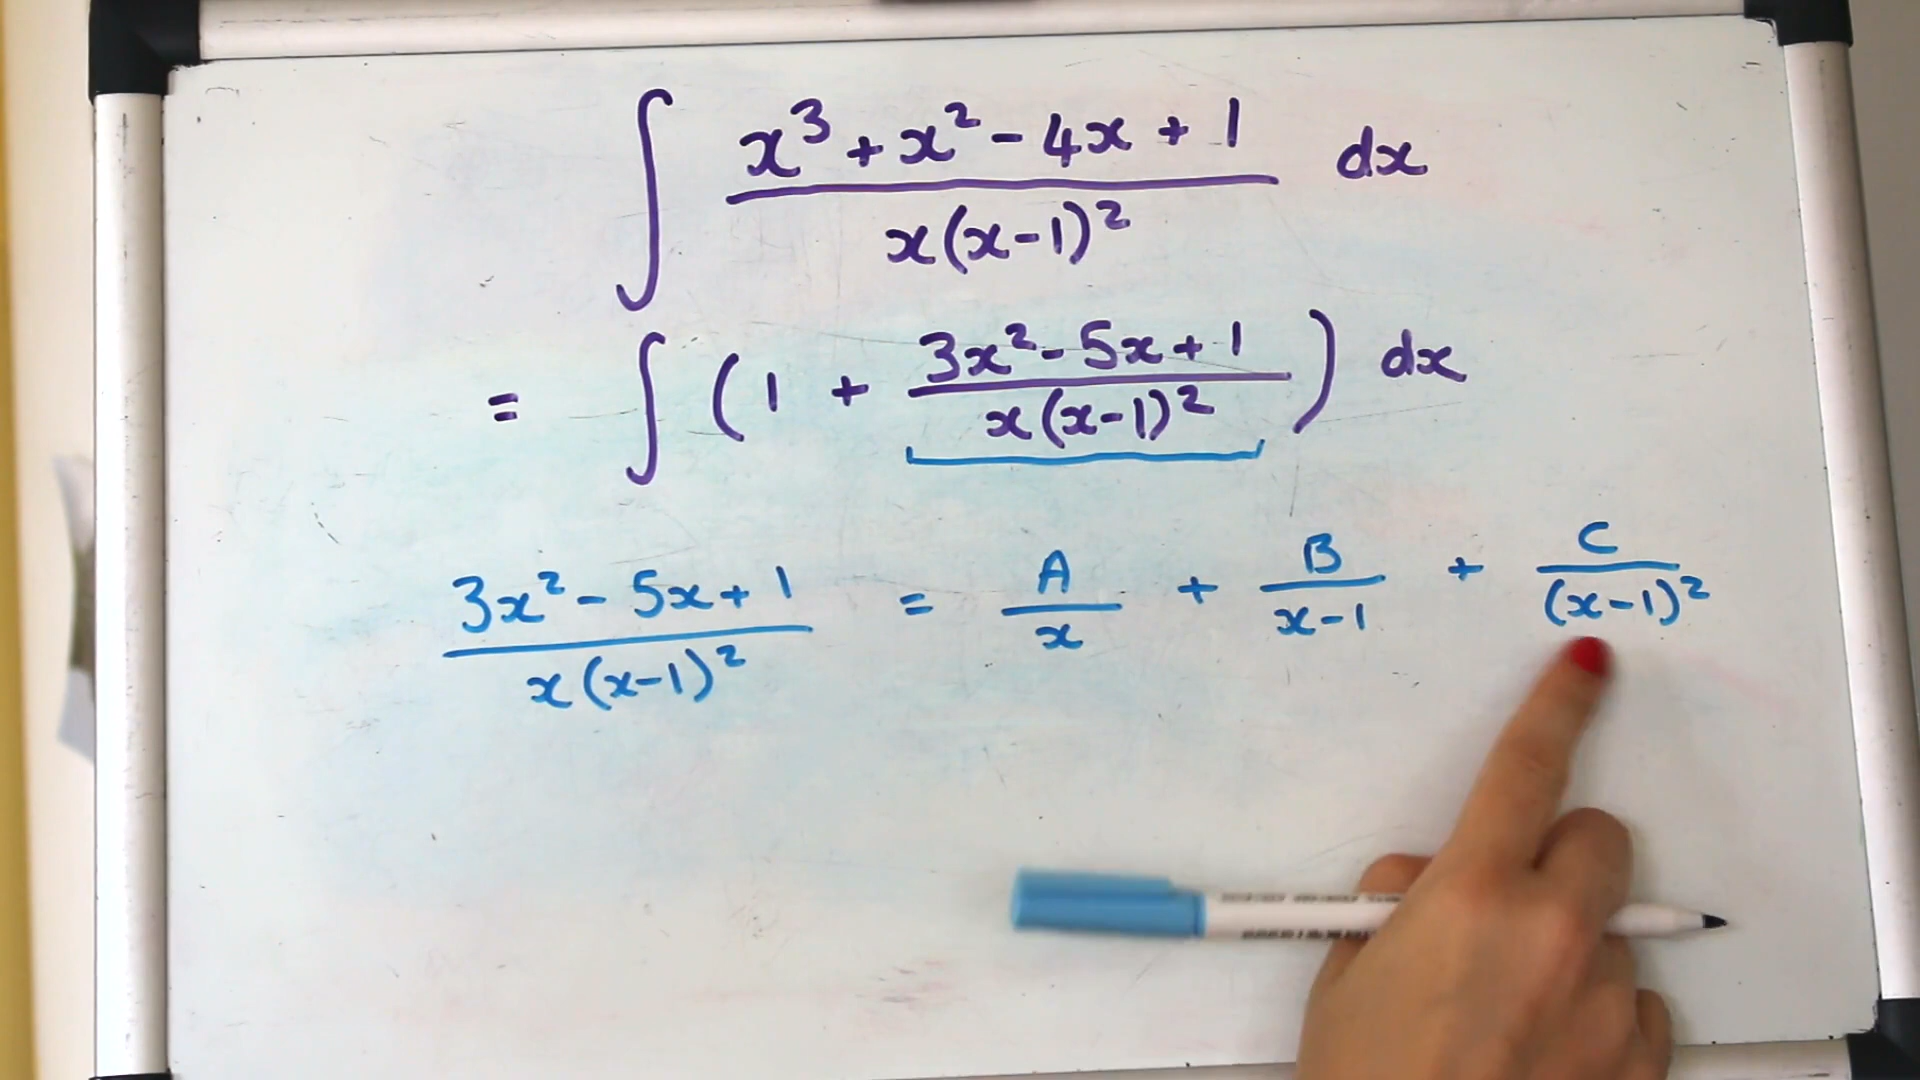 ∫ (x³ + x² - 4x + 1)/(x(x-1)²) dx
= ∫ (1 + (3x² - 5x + 1)/(x(x-1)²)) dx
(3x² - 5x + 1)/(x(x-1)²) = A/x + B/(x-1) + C/(x-1)²